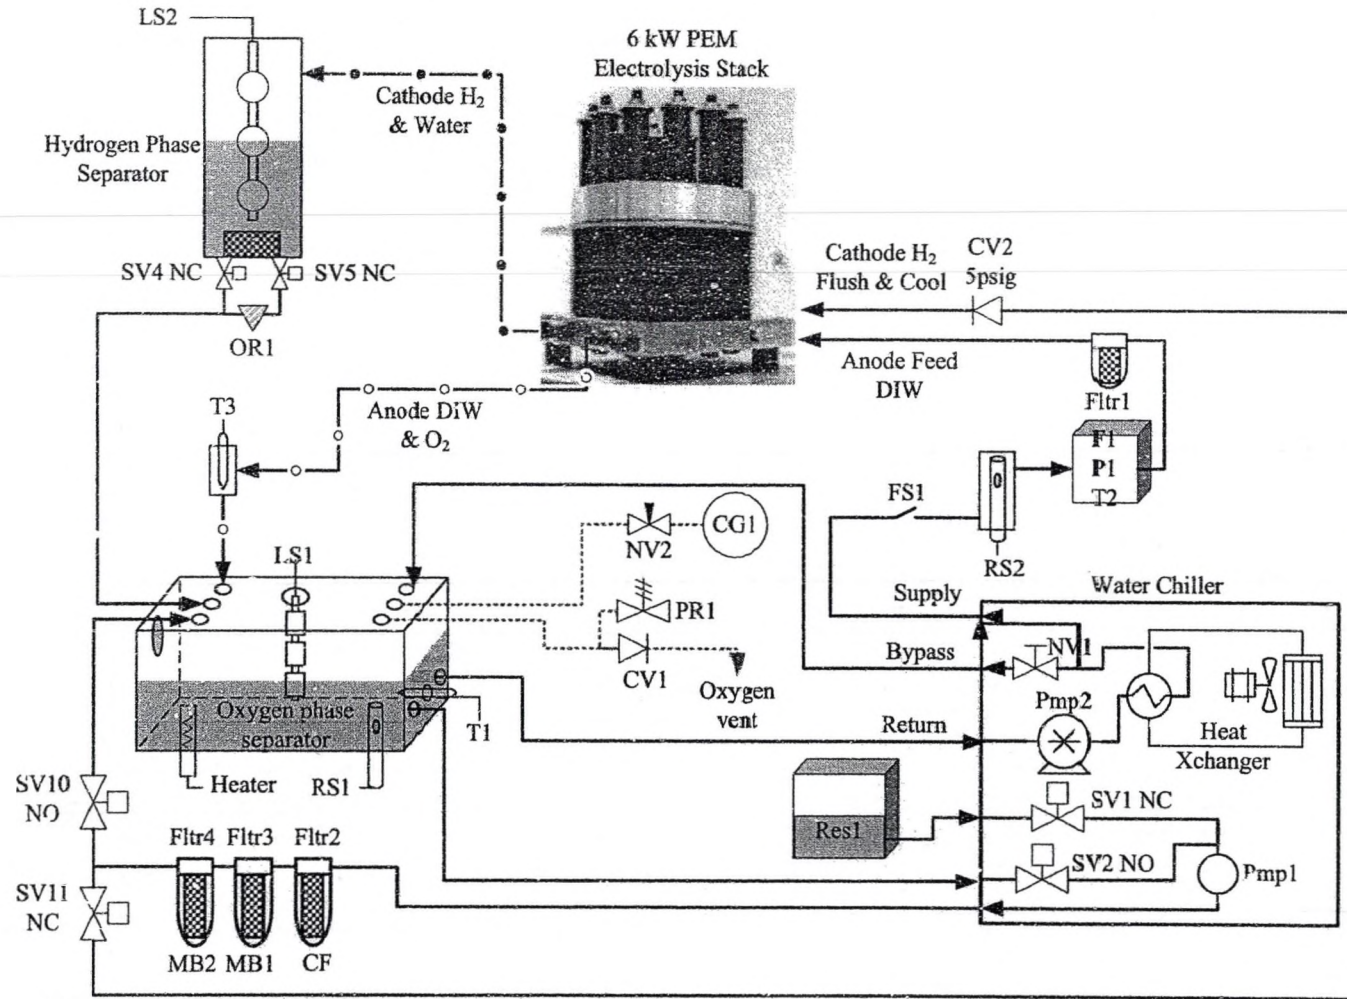 LS2
6 kW PEM
Electrolysis Stack
Cathode H₂
& Water
Hydrogen Phase
Separator
SV4 NC
SV5 NC
OR1
Cathode H₂
Flush & Cool
CV2
5psig
Anode Feed
DIW
Fltr1
T3
Anode DIW
& O₂
F1
P1
T2
FS1
RS2
CG1
NV2
LS1
PR1
CV1
Oxygen
vent
Supply
Water Chiller
Bypass
NV1
Pmp2
Return
Heat
Xchanger
Oxygen phase
separator
T1
Heater
RS1
SV10
NO
Res1
SV1 NC
SV2 NO
Pmp1
Fltr4
Fltr3
Fltr2
SV11
NC
MB2
MB1
CF